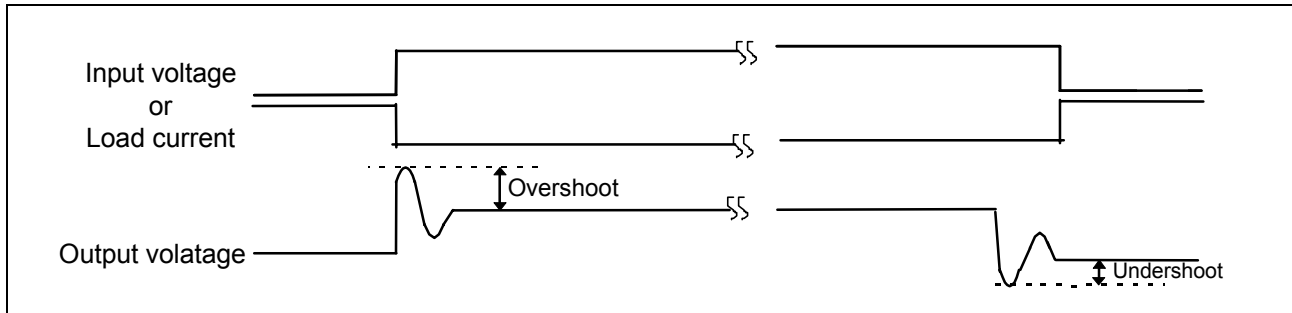 Input voltage
or
Load current
Overshoot
Output volatage
Undershoot